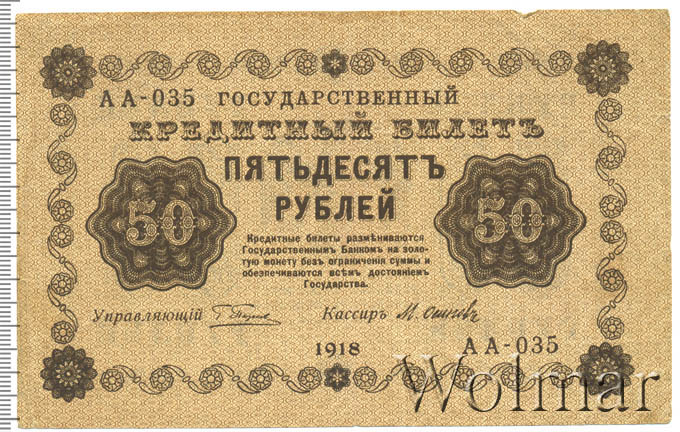 АА-035 ГОСУДАРСТВЕННЫЙ
КРЕДИТНЫЙ БИЛЕТЪ
ПЯТЬДЕСЯТЪ
РУБЛЕЙ
50 50
Кредитные билеты размѣниваются
Государственнымъ Банкомъ на золо-
тую монету безъ ограниченія суммы и
обезпечиваются всѣмъ достояніемъ
Государства.
Управляющій Кассиръ
1918 АА-035
Wolmar